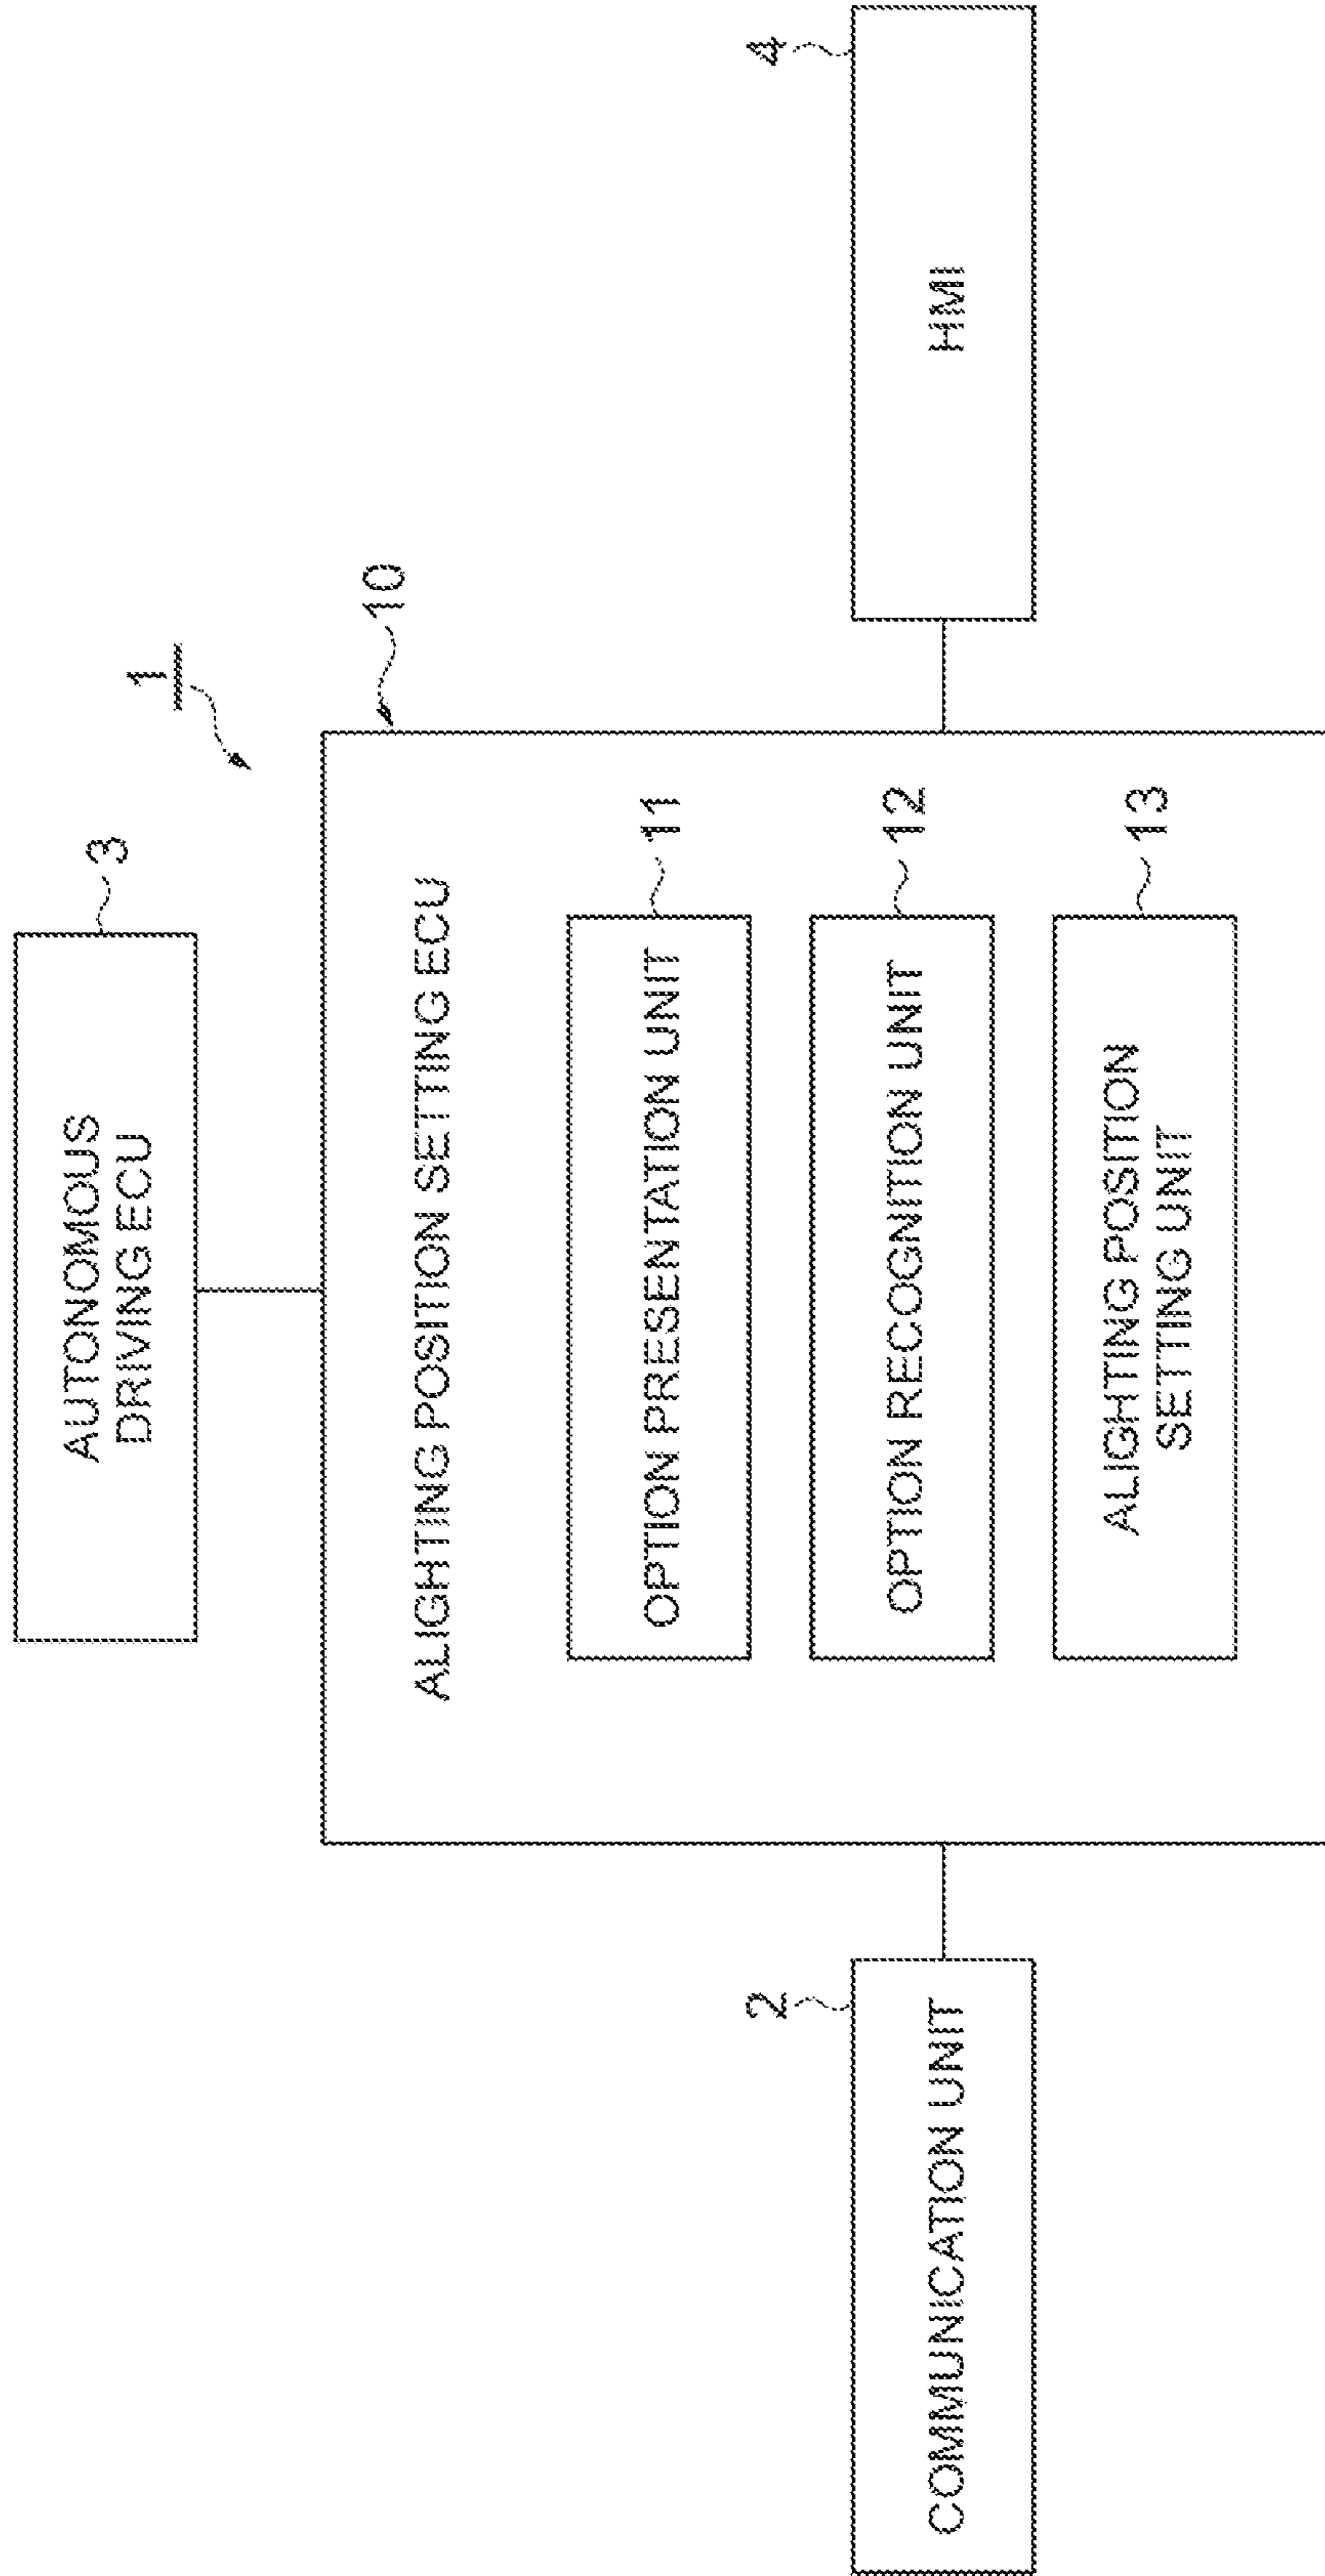 1
AUTONOMOUS
DRIVING ECU
3
10
ALIGHTING POSITION SETTING ECU
OPTION PRESENTATION UNIT
11
OPTION RECOGNITION UNIT
12
ALIGHTING POSITION
SETTING UNIT
13
2
COMMUNICATION UNIT
4
HMI